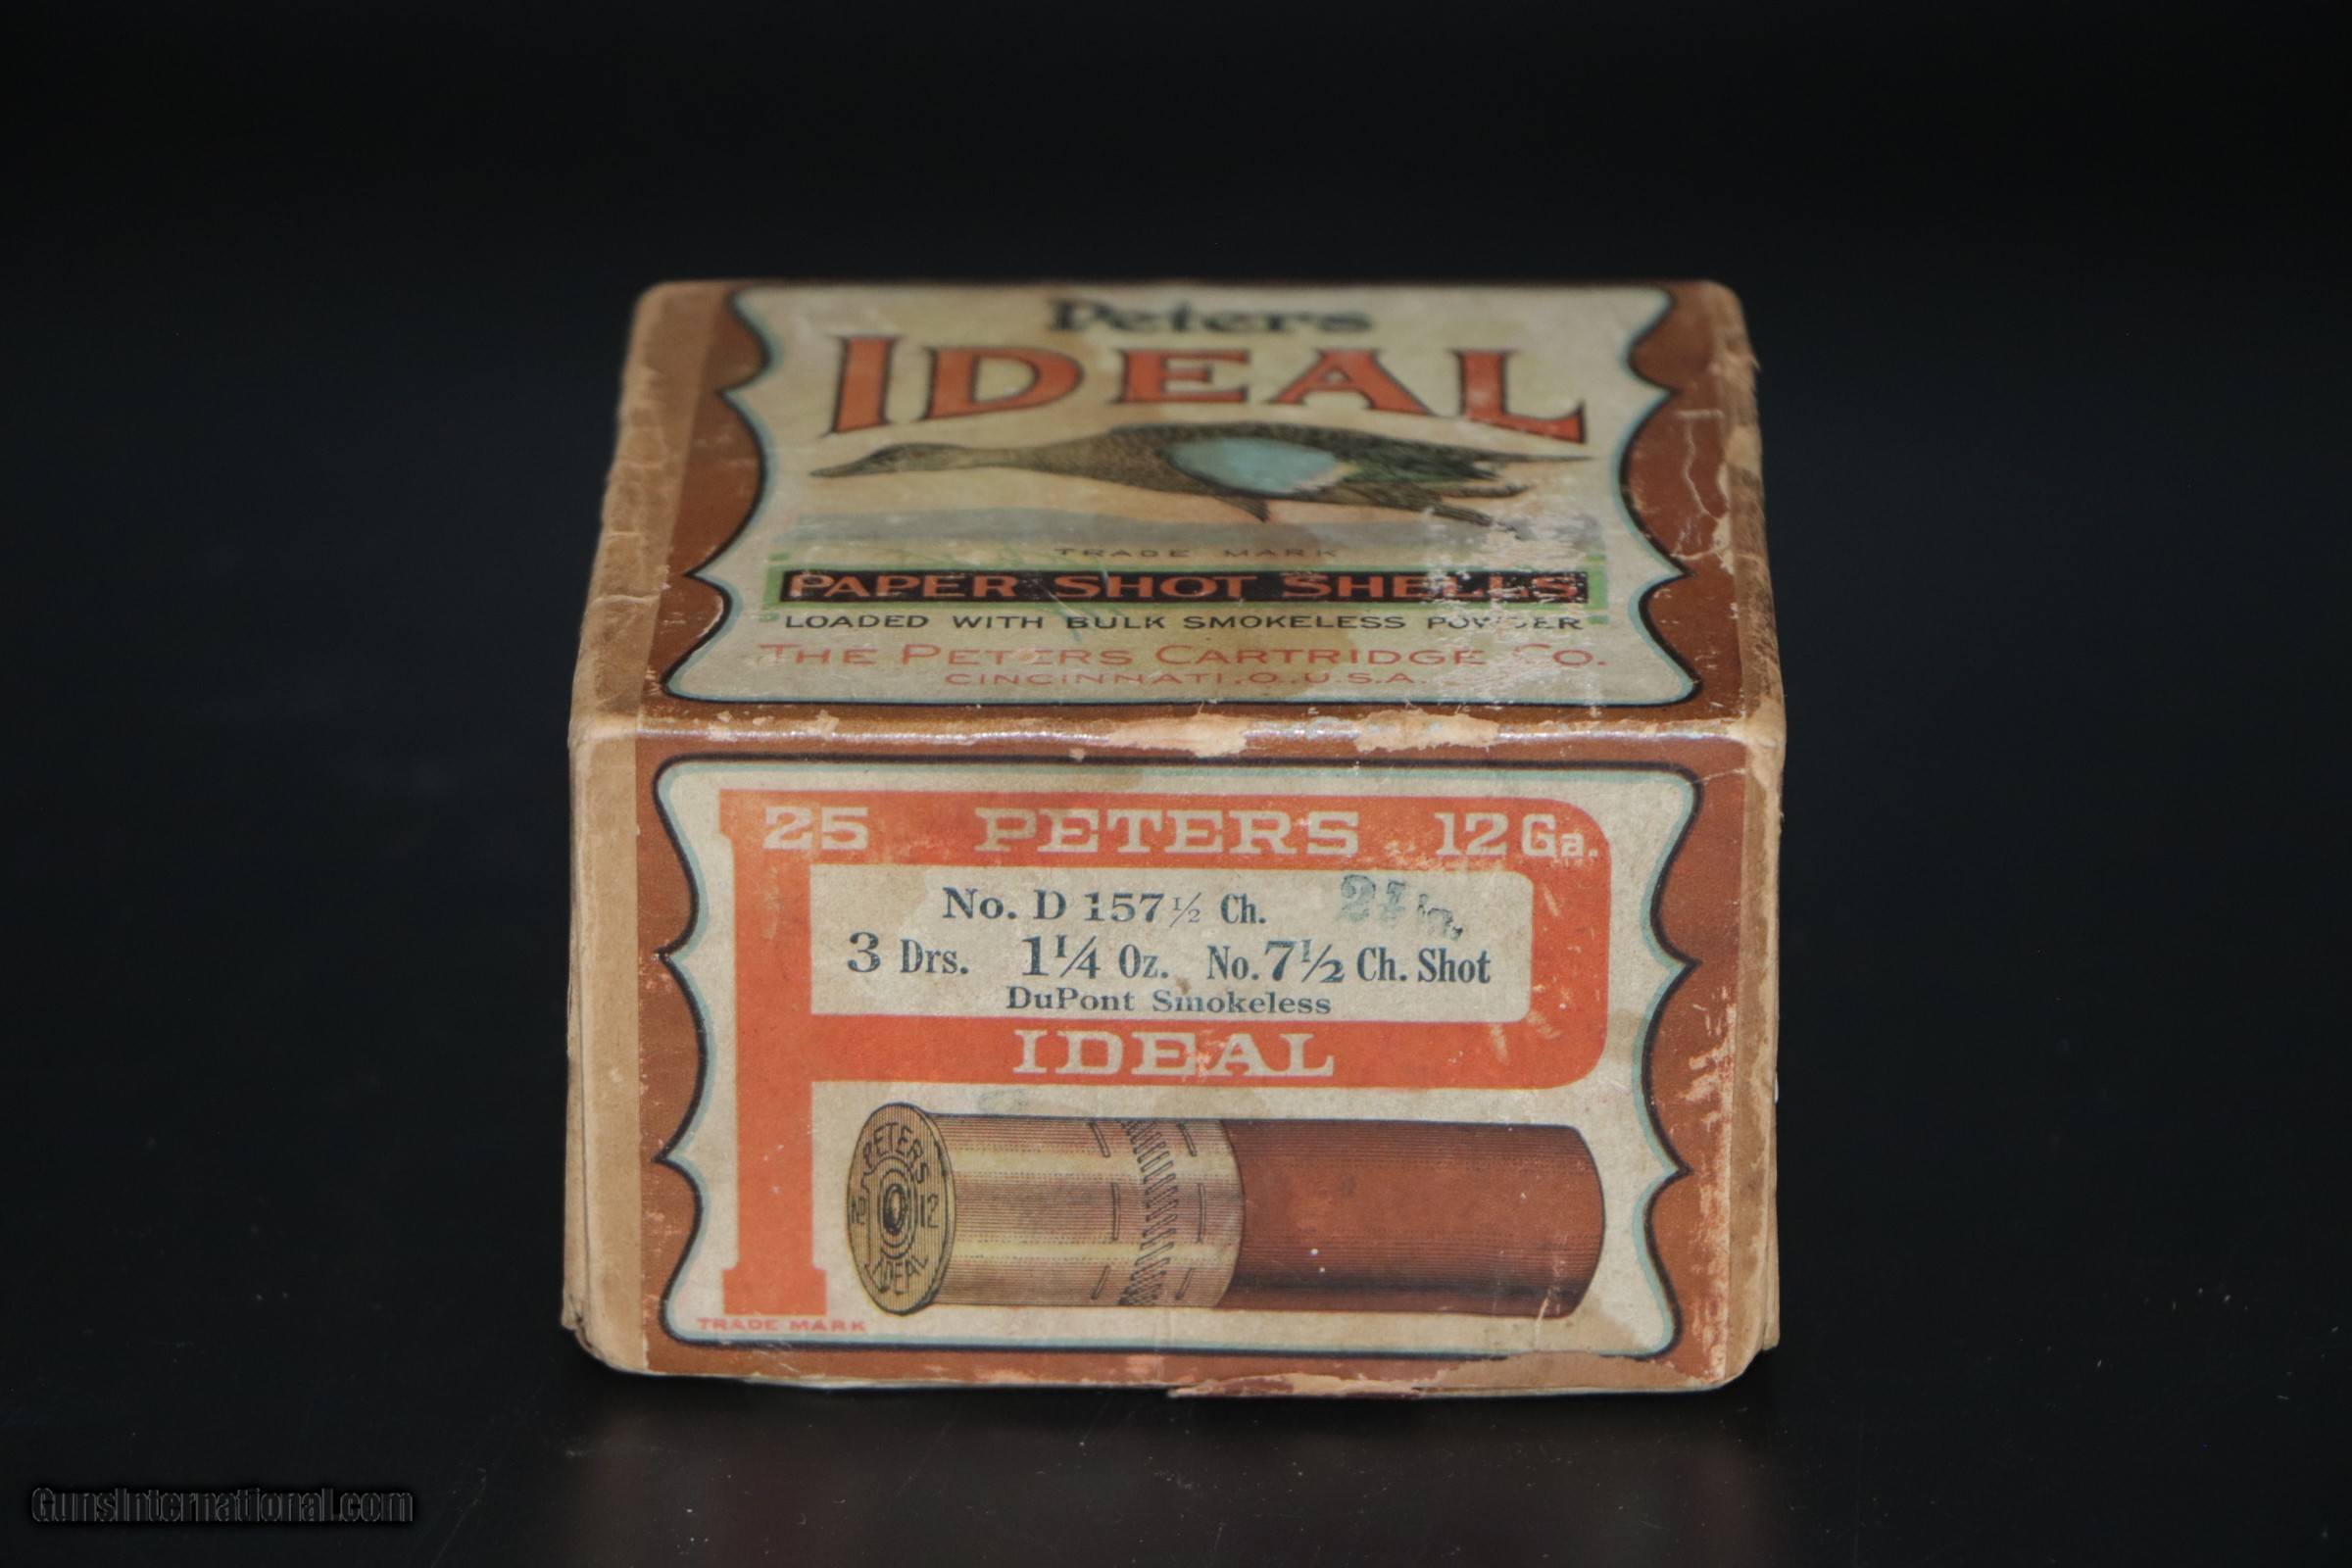 Peters
IDEAL
TRADE MARK
PAPER SHOT SHELLS
LOADED WITH BULK SMOKELESS POWDER
THE PETERS CARTRIDGE CO.
CINCINNATI.O.U.S.A.
25 PETERS 12 Ga.
No. D 157½ Ch.
3 Drs. 1¼ Oz. No. 7½ Ch. Shot
DuPont Smokeless
IDEAL
PETERS
12
IDEAL
TRADE MARK
GunsInternational.com